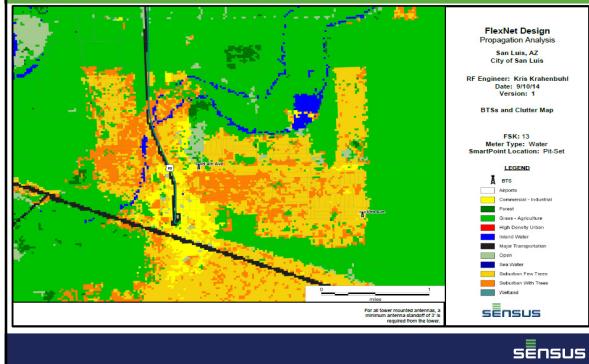 FlexNet Design
Propagation Analysis
San Luis, AZ
City of San Luis
RF Engineer: Kris Krahenbuhl
Date: 9/10/14
Version: 1
BTSs and Clutter Map
FSK: 13
Meter Type: Water
SmartPoint Location: Pit-Set
LEGEND
BTS
Airports
Commercial - Industrial
Forest
Grass - Agriculture
High Density Urban
Inland Water
Major Transportation
Open
Sea Water
Suburban Few Trees
Suburban With Trees
Wetland
0 1
miles
For all tower mounted antennas, a
minimum antenna standoff of 3' is
required from the tower.
SENSUS
SENSUS